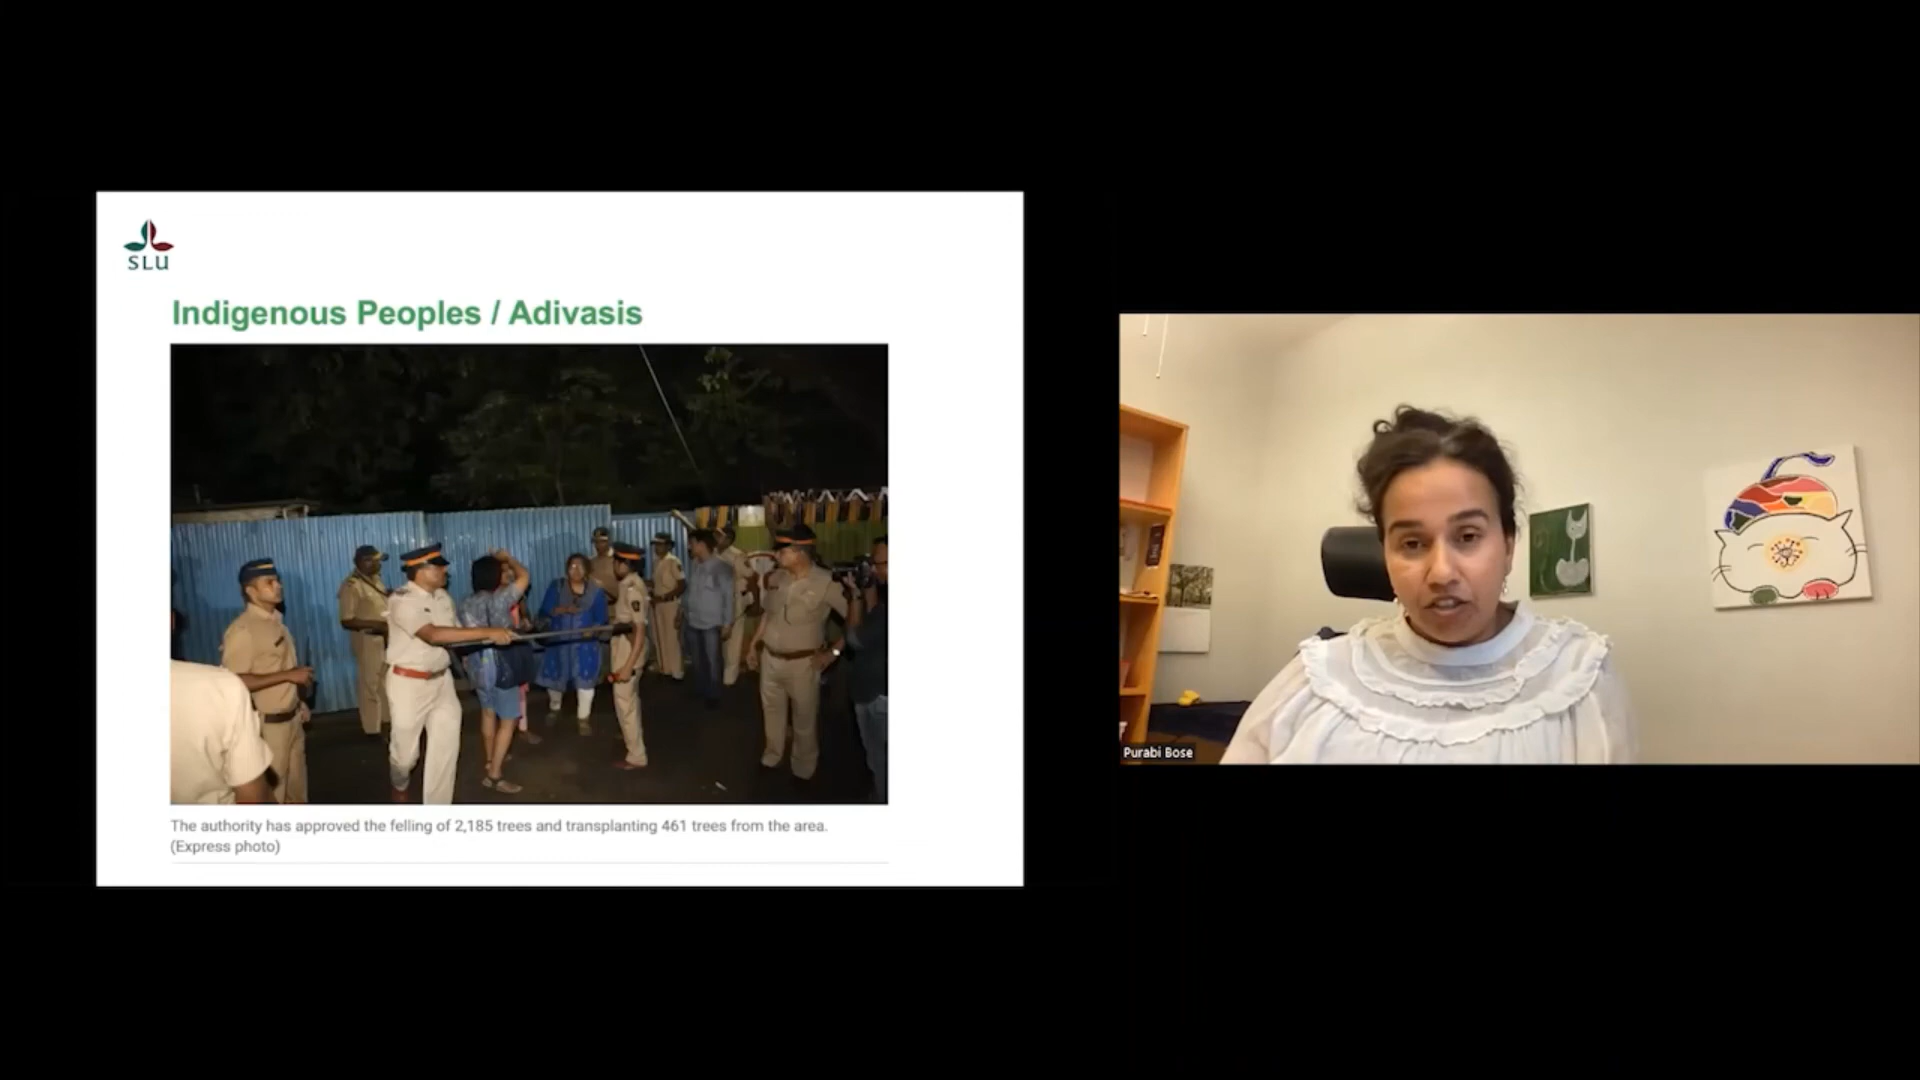 SLU
Indigenous Peoples / Adivasis
The authority has approved the felling of 2,185 trees and transplanting 461 trees from the area.
(Express photo)
Purabi Bose